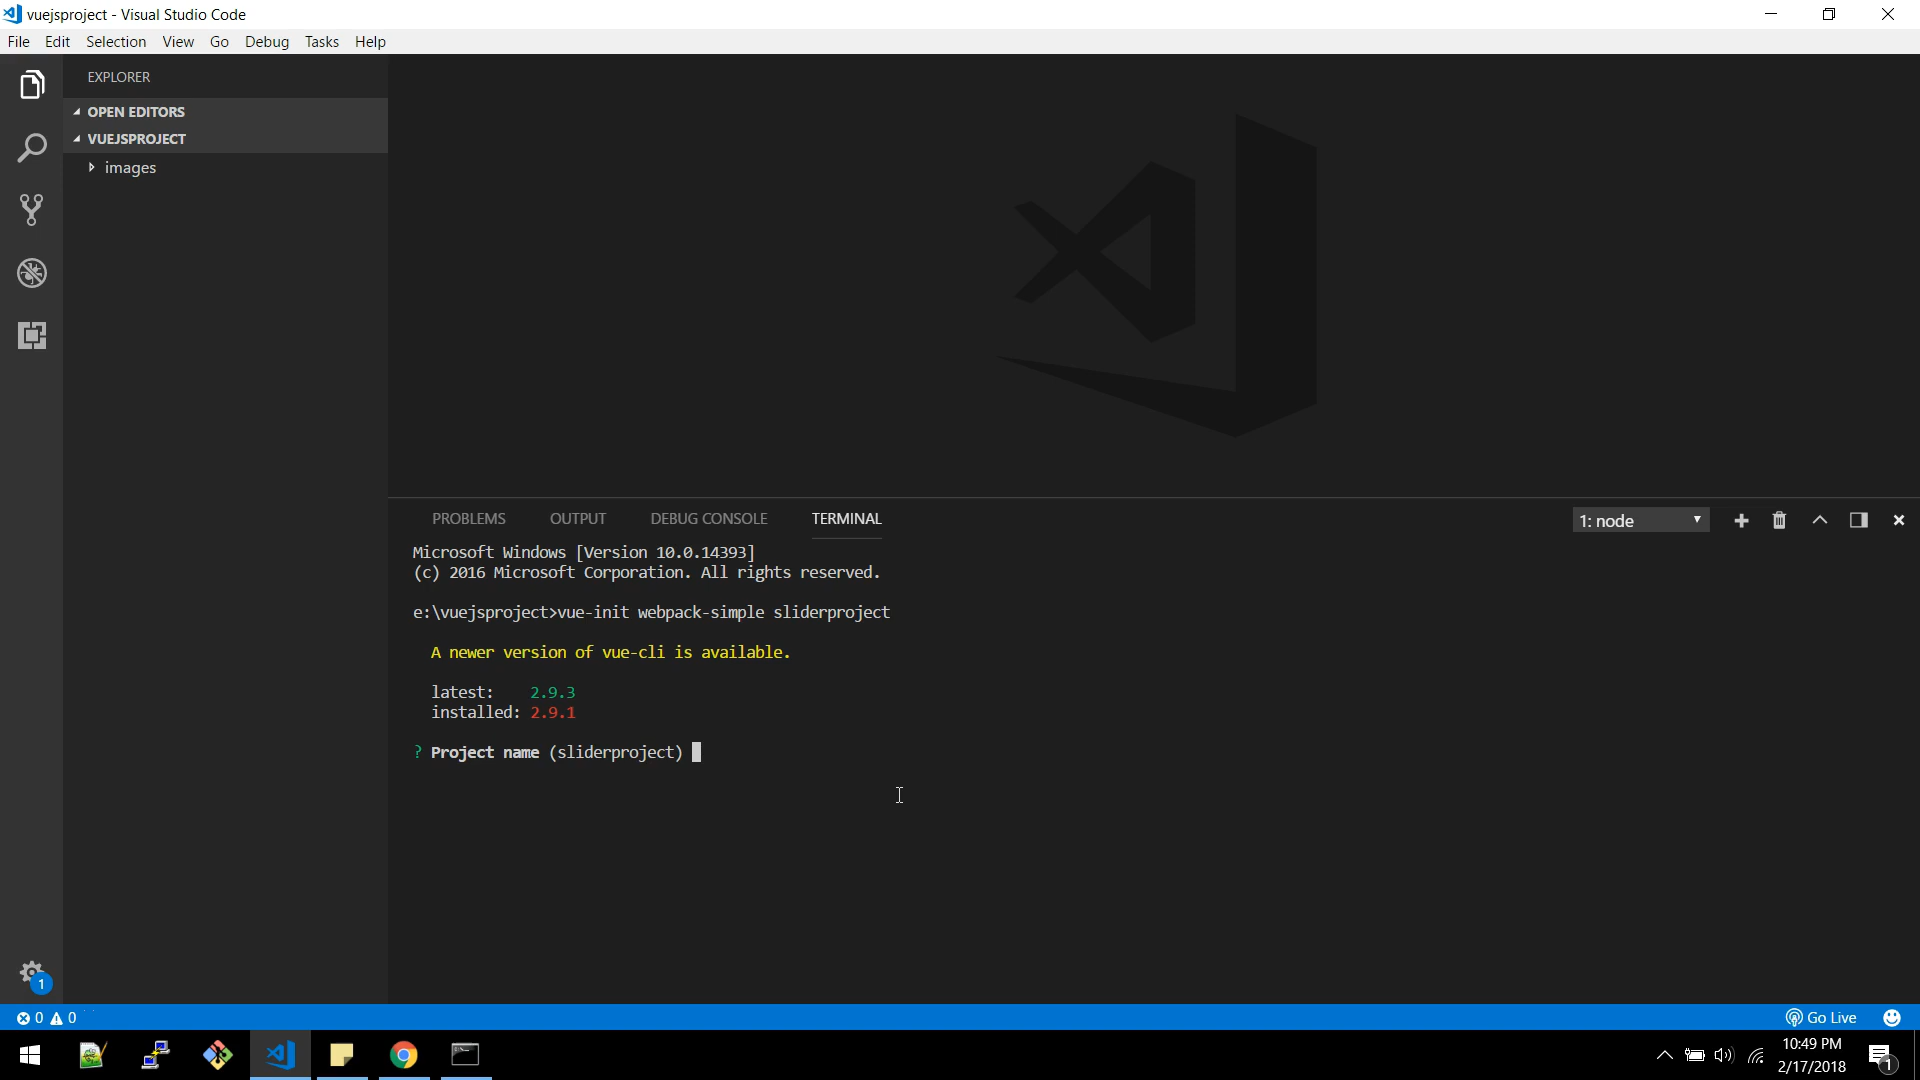 vuejsproject - Visual Studio Code
File Edit Selection View Go Debug Tasks Help
EXPLORER
OPEN EDITORS
VUEJSPROJECT
images
PROBLEMS OUTPUT DEBUG CONSOLE TERMINAL
1: node
Microsoft Windows [Version 10.0.14393]
(c) 2016 Microsoft Corporation. All rights reserved.
e:\vuejsproject>vue-init webpack-simple sliderproject
A newer version of vue-cli is available.
latest: 2.9.3
installed: 2.9.1
? Project name (sliderproject)
1
0 0
Go Live
10:49 PM
2/17/2018
1